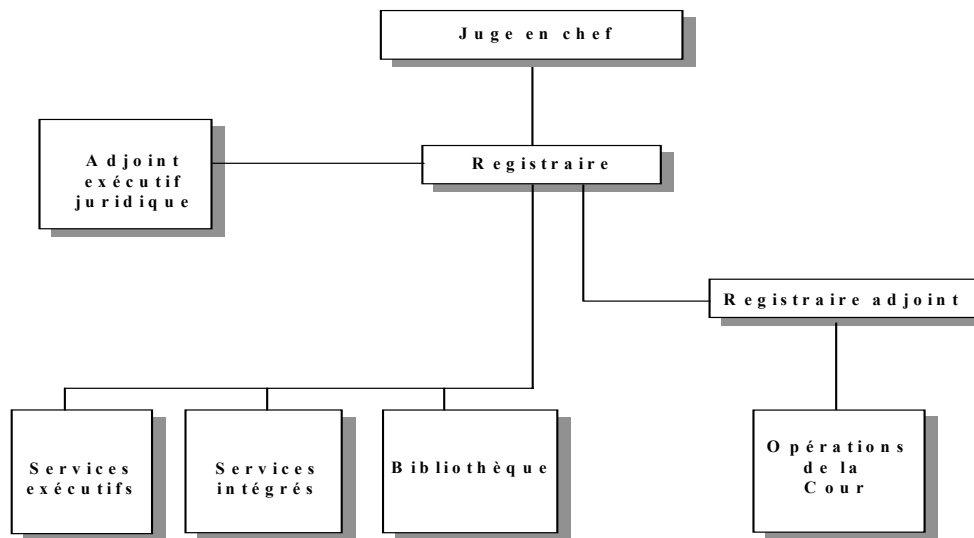 Juge en chef
Adjoint
exécutif
juridique
Registraire
Registraire adjoint
Services
exécutifs
Services
intégrés
Bibliothèque
Opérations
de la
Cour